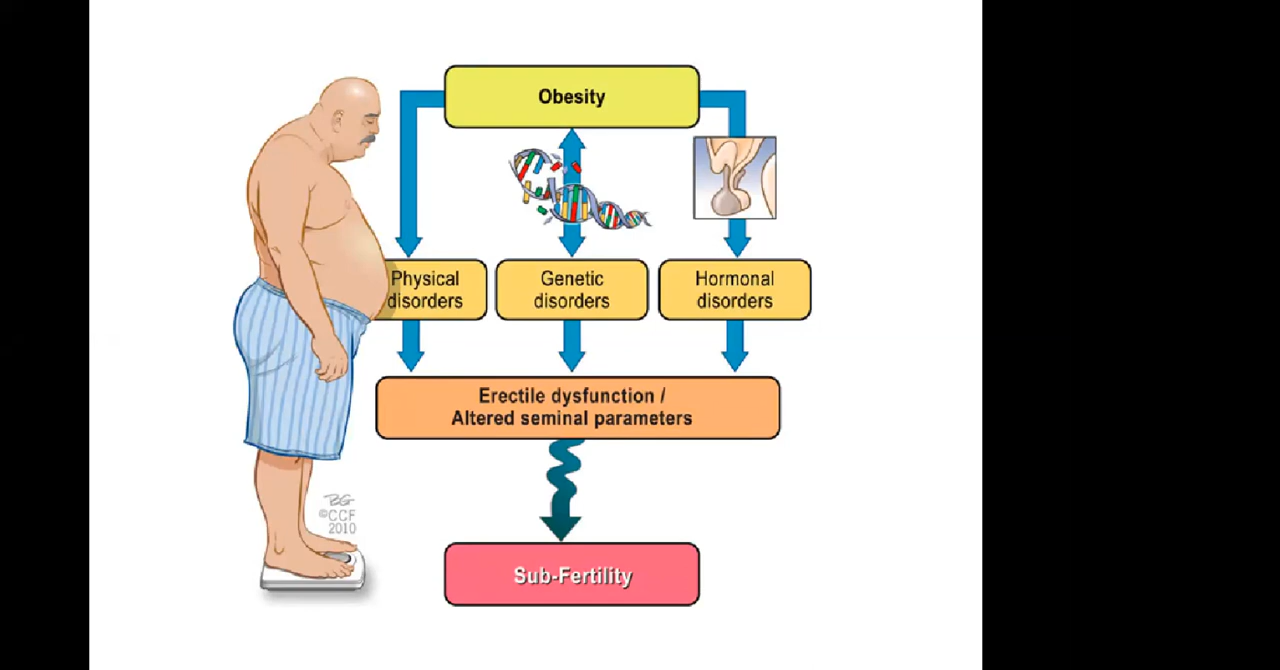 Obesity
Physical
disorders
Genetic
disorders
Hormonal
disorders
Erectile dysfunction /
Altered seminal parameters
©CCF
2010
Sub-Fertility